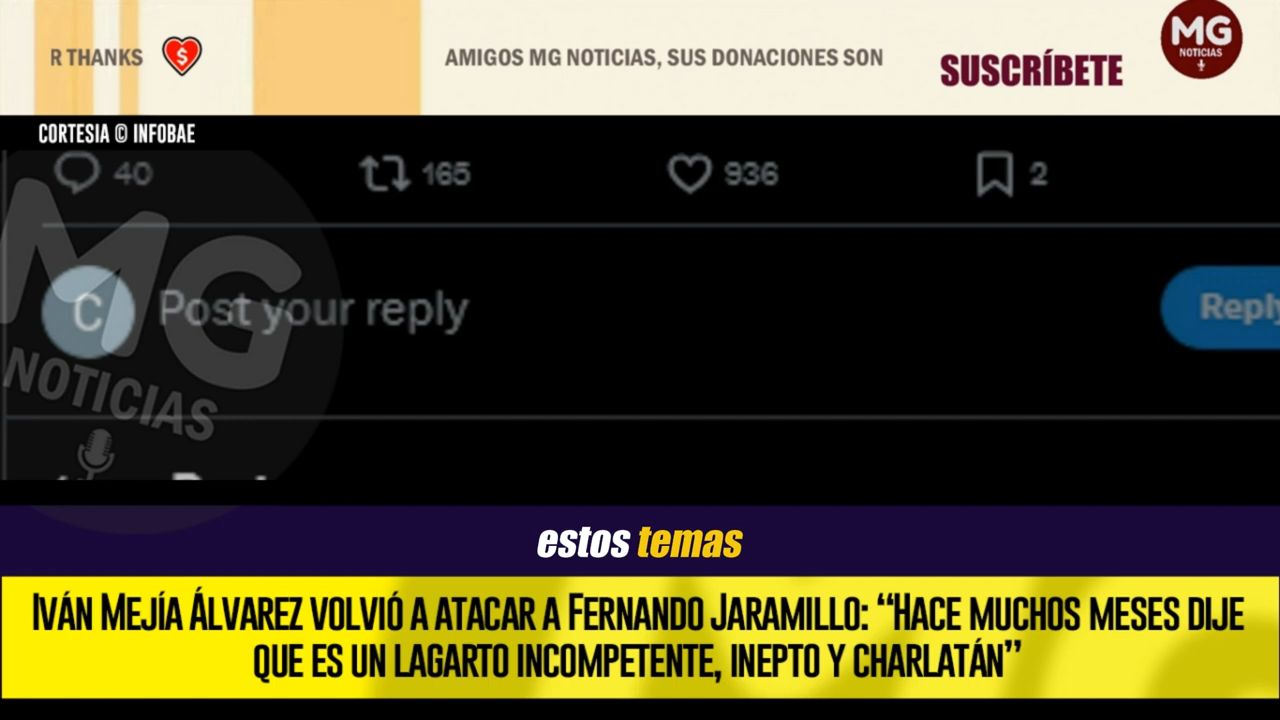 R THANKS
AMIGOS MG NOTICIAS, SUS DONACIONES SON
SUSCRÍBETE
MG
NOTICIAS
CORTESIA © INFOBAE
40
165
936
2
C
Post your reply
Reply
MG
NOTICIAS
estos temas
IVÁN MEJÍA ÁLVAREZ VOLVIÓ A ATACAR A FERNANDO JARAMILLO: “HACE MUCHOS MESES DIJE
QUE ES UN LAGARTO INCOMPETENTE, INEPTO Y CHARLATÁN”